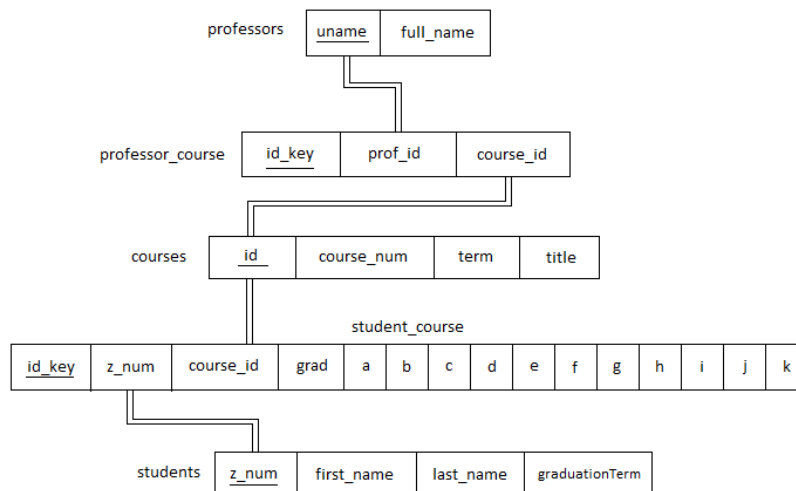 professors uname full_name
professor_course id_key prof_id course_id
courses id course_num term title
student_course
id_key z_num course_id grad a b c d e f g h i j k
students z_num first_name last_name graduationTerm